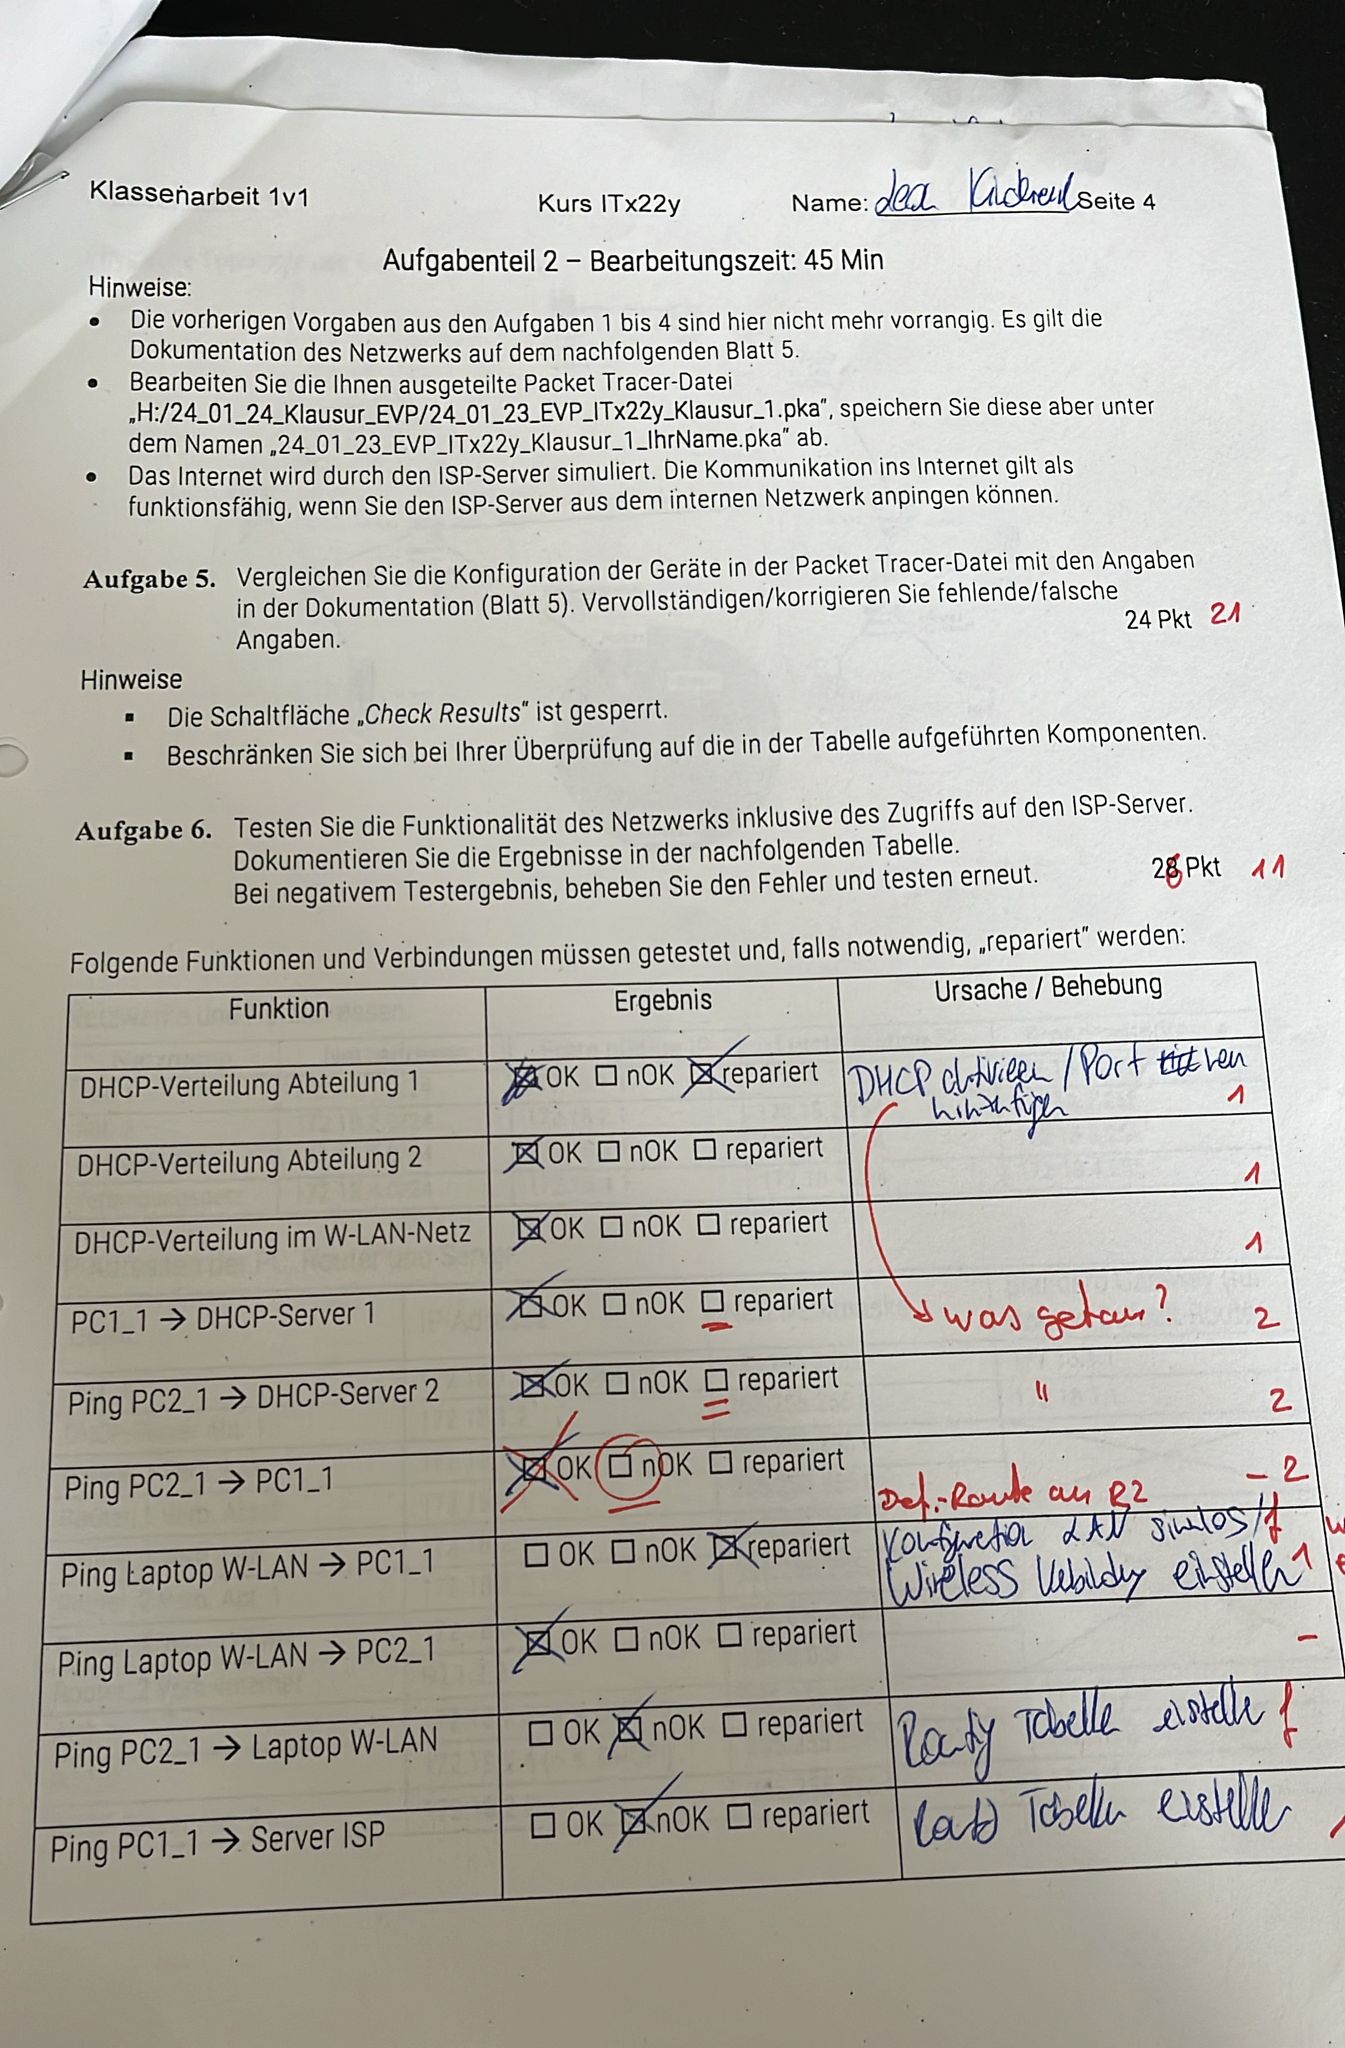 Klassenarbeit 1v1 Kurs ITx22y Name: Lea Seite 4
Aufgabenteil 2 – Bearbeitungszeit: 45 Min
Hinweise:
• Die vorherigen Vorgaben aus den Aufgaben 1 bis 4 sind hier nicht mehr vorrangig. Es gilt die
Dokumentation des Netzwerks auf dem nachfolgenden Blatt 5.
• Bearbeiten Sie die Ihnen ausgeteilte Packet Tracer-Datei
„H:/24_01_24_Klausur_EVP/24_01_23_EVP_ITx22y_Klausur_1.pka", speichern Sie diese aber unter
dem Namen „24_01_23_EVP_ITx22y_Klausur_1_IhrName.pka" ab.
• Das Internet wird durch den ISP-Server simuliert. Die Kommunikation ins Internet gilt als
funktionsfähig, wenn Sie den ISP-Server aus dem internen Netzwerk anpingen können.
Aufgabe 5. Vergleichen Sie die Konfiguration der Geräte in der Packet Tracer-Datei mit den Angaben
in der Dokumentation (Blatt 5). Vervollständigen/korrigieren Sie fehlende/falsche
Angaben. 24 Pkt 21
Hinweise
▪ Die Schaltfläche „Check Results" ist gesperrt.
▪ Beschränken Sie sich bei Ihrer Überprüfung auf die in der Tabelle aufgeführten Komponenten.
Aufgabe 6. Testen Sie die Funktionalität des Netzwerks inklusive des Zugriffs auf den ISP-Server.
Dokumentieren Sie die Ergebnisse in der nachfolgenden Tabelle.
Bei negativem Testergebnis, beheben Sie den Fehler und testen erneut. 26 Pkt 11
Folgende Funktionen und Verbindungen müssen getestet und, falls notwendig, „repariert" werden:
Funktion Ergebnis Ursache / Behebung
DHCP-Verteilung Abteilung 1 OK nOK repariert DHCP aktivieren / Port
hinzufügen 1
DHCP-Verteilung Abteilung 2 OK nOK repariert 1
DHCP-Verteilung im W-LAN-Netz OK nOK repariert 1
PC1_1 → DHCP-Server 1 OK nOK repariert was getan? 2
Ping PC2_1 → DHCP-Server 2 OK nOK repariert " 2
Ping PC2_1 → PC1_1 OK nOK repariert Def.-Route an R2 - 2
Ping Laptop W-LAN → PC1_1 OK nOK repariert Konfiguration LAN sinnlos / f
Wireless Verbindung einstellen 1
Ping Laptop W-LAN → PC2_1 OK nOK repariert –
Ping PC2_1 → Laptop W-LAN OK nOK repariert Routing Tabelle erstellen f
Ping PC1_1 → Server ISP OK nOK repariert Tabelle erstellen